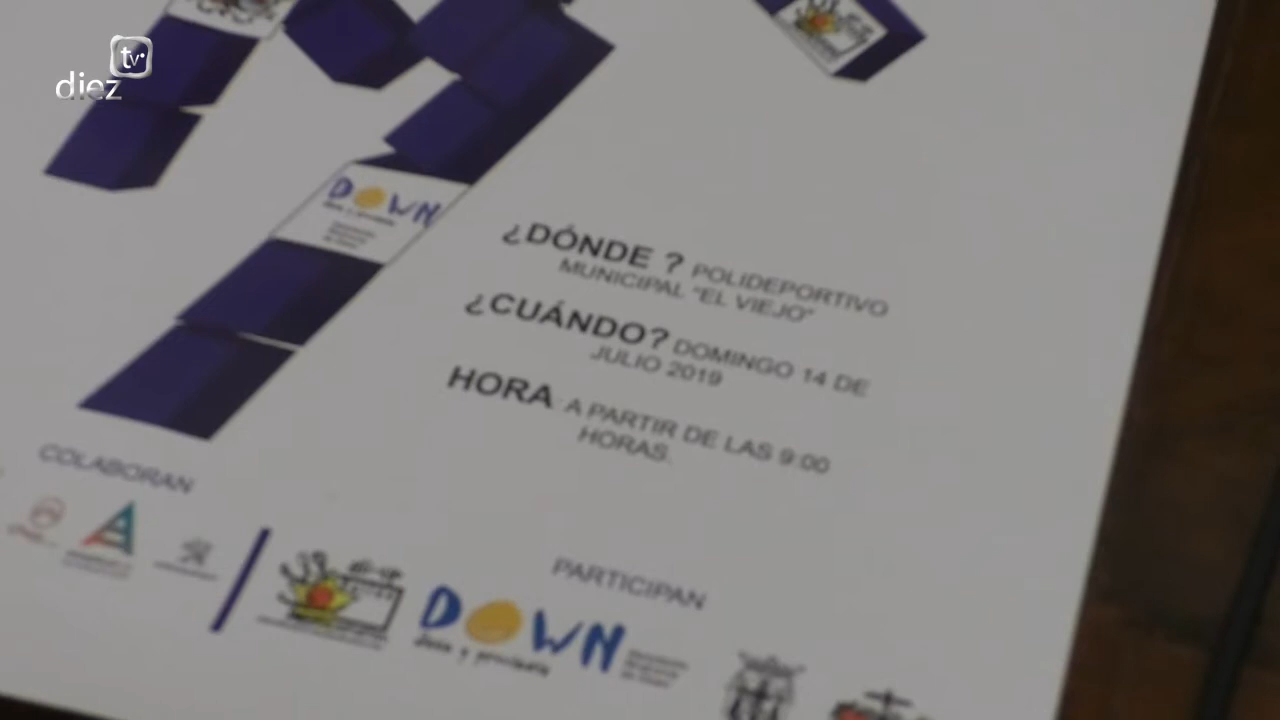 diez tv
DOWN
¿DÓNDE ? POLIDEPORTIVO
MUNICIPAL "EL VIEJO"
¿CUÁNDO? DOMINGO 14 DE
JULIO 2019
HORA: A PARTIR DE LAS 9:00
HORAS.
COLABORAN
PARTICIPAN
DOWN